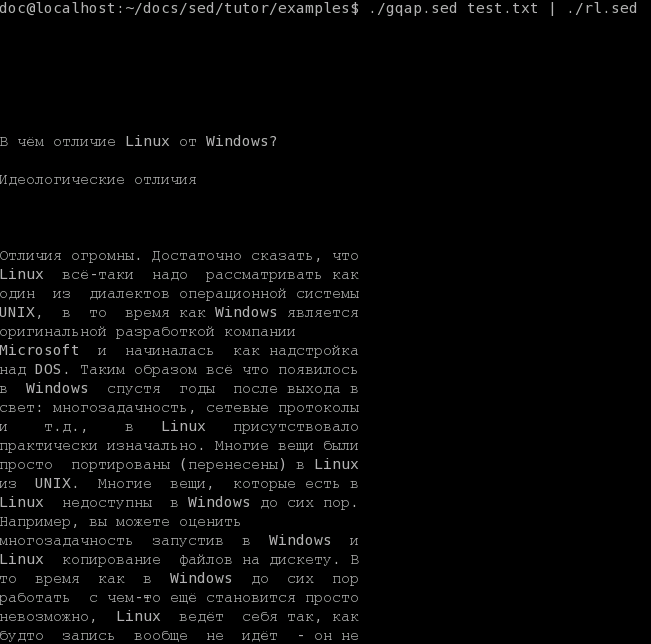 doc@localhost:~/docs/sed/tutor/examples$ ./gqap.sed test.txt | ./rl.sed
В чём отличие Linux от Windows?
Идеологические отличия
Отличия огромны. Достаточно сказать, что
Linux всё-таки надо рассматривать как
один из диалектов операционной системы
UNIX, в то время как Windows является
оригинальной разработкой компании
Microsoft и начиналась как надстройка
над DOS. Таким образом всё что появилось
в Windows спустя годы после выхода в
свет: многозадачность, сетевые протоколы
и т.д., в Linux присутствовало
практически изначально. Многие вещи были
просто портированы (перенесены) в Linux
из UNIX. Многие вещи, которые есть в
Linux недоступны в Windows до сих пор.
Например, вы можете оценить
многозадачность запустив в Windows и
Linux копирование файлов на дискету. В
то время как в Windows до сих пор
работать с чем-то ещё становится просто
невозможно, Linux ведёт себя так, как
будто запись вообще не идёт - он не